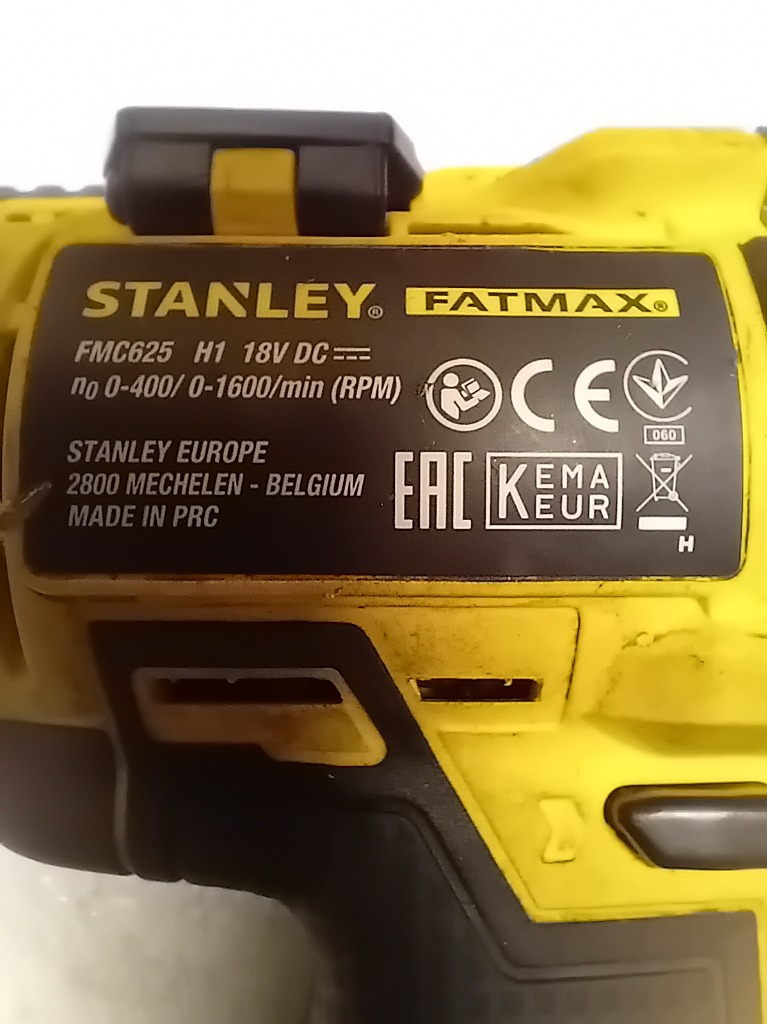 STANLEY® FATMAX®
FMC625 H1 18V DC
n0 0-400/ 0-1600/min (RPM)
CE
060
STANLEY EUROPE
2800 MECHELEN - BELGIUM
MADE IN PRC
EAC
KEMA
EUR
H